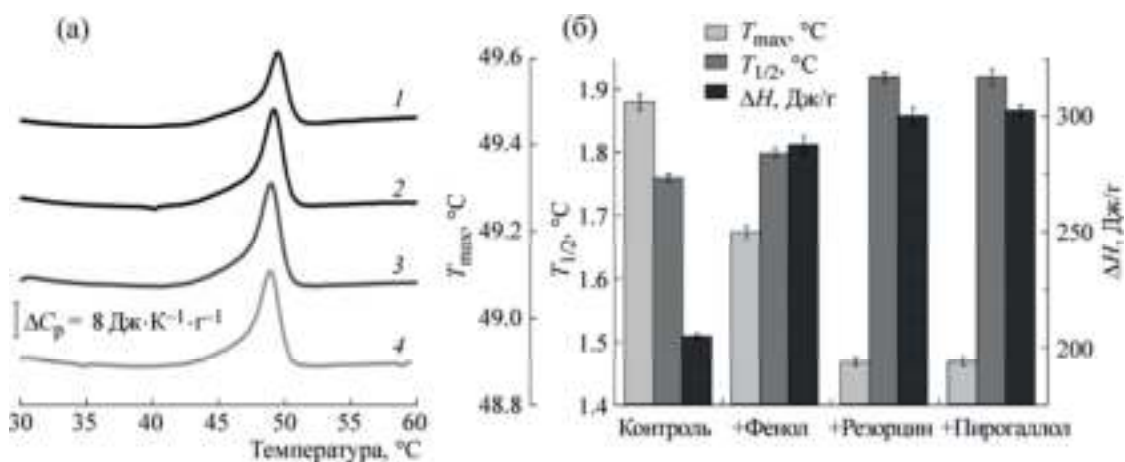 (а)
1
2
3
4
ΔCp = 8 Дж·К⁻¹·г⁻¹
30 35 40 45 50 55 60
Температура, °C
(б)
Tmax, °C
T1/2, °C
ΔH, Дж/г
49.6
49.4
49.2
49.0
48.8
Tmax, °C
1.9
1.8
1.7
1.6
1.5
1.4
T1/2, °C
300
250
200
ΔH, Дж/г
Контроль +Фенол +Резорцин +Пирогаллол